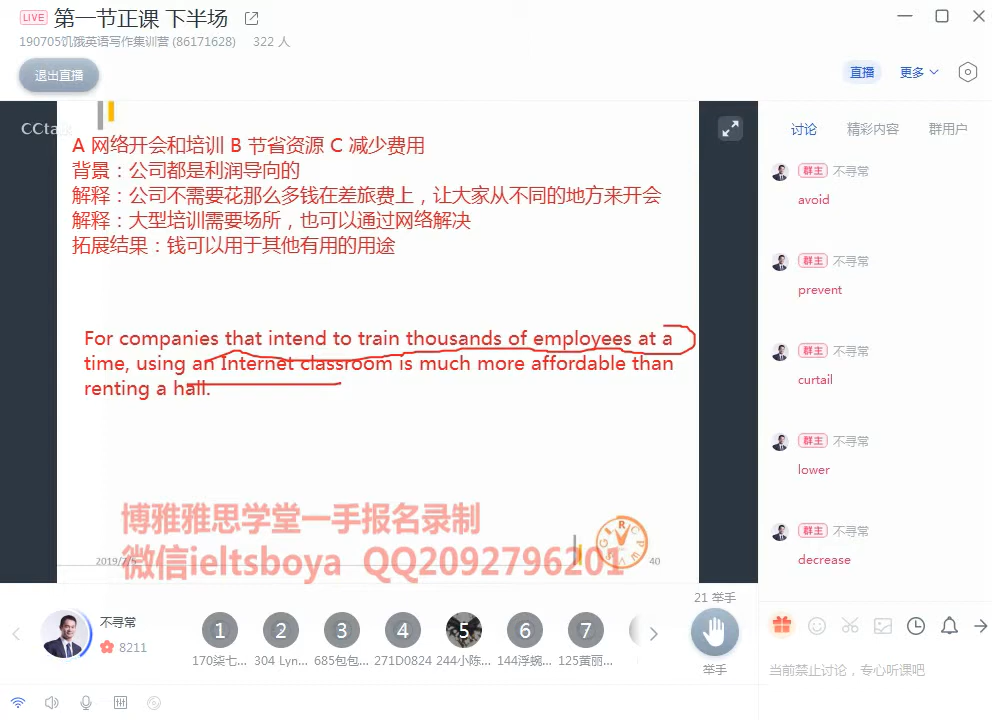 LIVE 第一节正课 下半场
190705饥饿英语写作集训营 (86171628) 322 人
退出直播
直播 更多
A 网络开会和培训 B 节省资源 C 减少费用
背景：公司都是利润导向的
解释：公司不需要花那么多钱在差旅费上，让大家从不同的地方来开会
解释：大型培训需要场所，也可以通过网络解决
拓展结果：钱可以用于其他有用的用途
For companies that intend to train thousands of employees at a
time, using an Internet classroom is much more affordable than
renting a hall.
博雅雅思学堂一手报名录制
微信ieltsboya QQ2092796201
40
讨论 精彩内容 群用户
群主 不寻常
avoid
群主 不寻常
prevent
群主 不寻常
curtail
群主 不寻常
lower
群主 不寻常
decrease
不寻常
8211
1 2 3 4 5 6 7
170柒七... 304 Lyn... 685包包... 271D0824 244小陈... 144浮婉... 125黄丽...
21 举手
举手
当前禁止讨论，专心听课吧